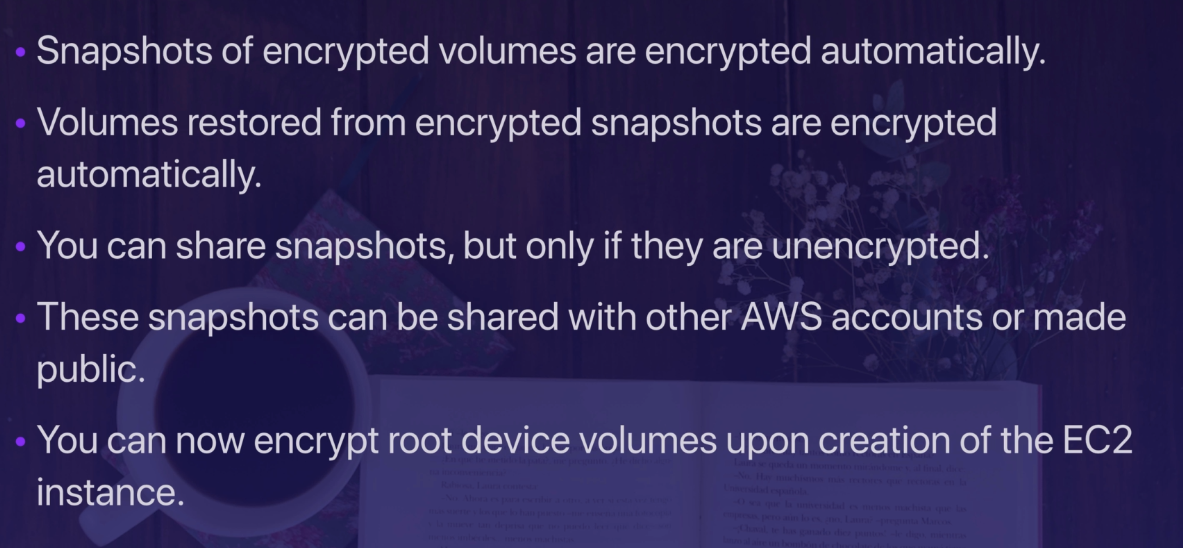 • Snapshots of encrypted volumes are encrypted automatically.
• Volumes restored from encrypted snapshots are encrypted
automatically.
• You can share snapshots, but only if they are unencrypted.
• These snapshots can be shared with other AWS accounts or made
public.
• You can now encrypt root device volumes upon creation of the EC2
instance.